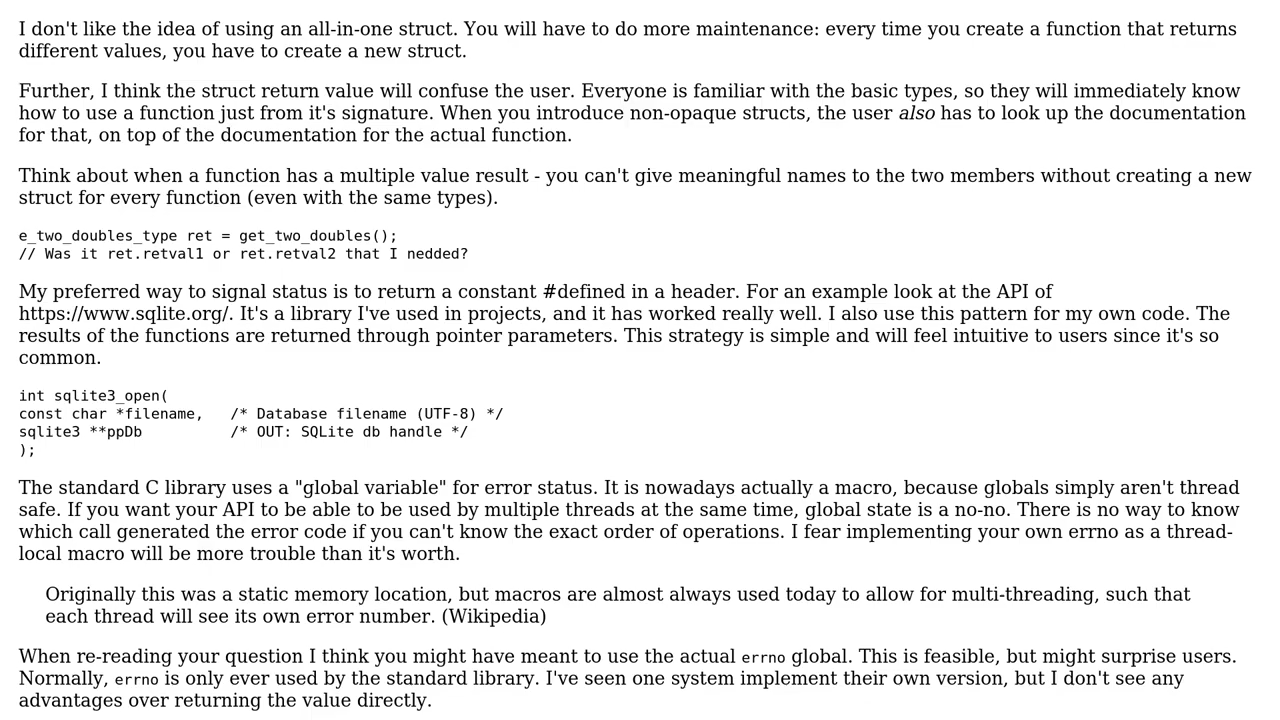 I don't like the idea of using an all-in-one struct. You will have to do more maintenance: every time you create a function that returns
different values, you have to create a new struct.
Further, I think the struct return value will confuse the user. Everyone is familiar with the basic types, so they will immediately know
how to use a function just from it's signature. When you introduce non-opaque structs, the user also has to look up the documentation
for that, on top of the documentation for the actual function.
Think about when a function has a multiple value result - you can't give meaningful names to the two members without creating a new
struct for every function (even with the same types).
e_two_doubles_type ret = get_two_doubles();
// Was it ret.retval1 or ret.retval2 that I nedded?
My preferred way to signal status is to return a constant #defined in a header. For an example look at the API of
https://www.sqlite.org/. It's a library I've used in projects, and it has worked really well. I also use this pattern for my own code. The
results of the functions are returned through pointer parameters. This strategy is simple and will feel intuitive to users since it's so
common.
int sqlite3_open(
const char *filename,   /* Database filename (UTF-8) */
sqlite3 **ppDb          /* OUT: SQLite db handle */
);
The standard C library uses a "global variable" for error status. It is nowadays actually a macro, because globals simply aren't thread
safe. If you want your API to be able to be used by multiple threads at the same time, global state is a no-no. There is no way to know
which call generated the error code if you can't know the exact order of operations. I fear implementing your own errno as a thread-
local macro will be more trouble than it's worth.
Originally this was a static memory location, but macros are almost always used today to allow for multi-threading, such that
each thread will see its own error number. (Wikipedia)
When re-reading your question I think you might have meant to use the actual errno global. This is feasible, but might surprise users.
Normally, errno is only ever used by the standard library. I've seen one system implement their own version, but I don't see any
advantages over returning the value directly.